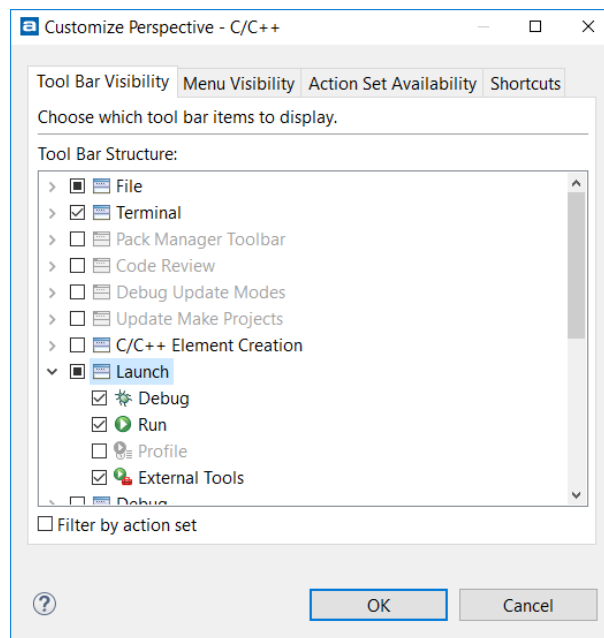 Customize Perspective - C/C++
Tool Bar Visibility Menu Visibility Action Set Availability Shortcuts
Choose which tool bar items to display.
Tool Bar Structure:
File
Terminal
Pack Manager Toolbar
Code Review
Debug Update Modes
Update Make Projects
C/C++ Element Creation
Launch
Debug
Run
Profile
External Tools
Debug
Filter by action set
OK Cancel